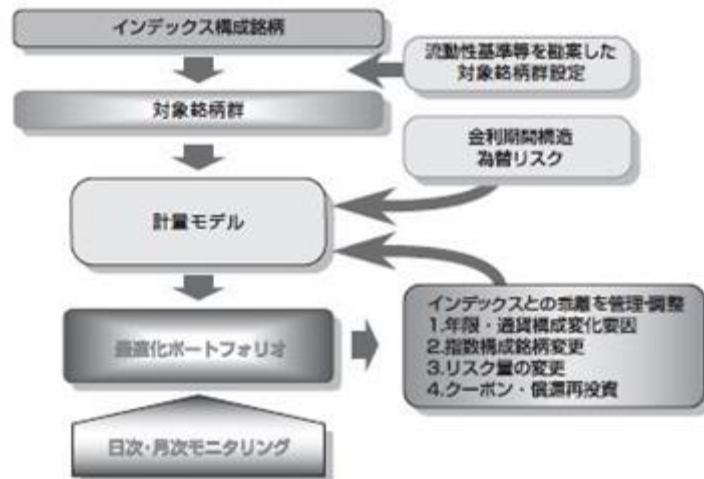 インデックス構成銘柄
流動性基準等を勘案した
対象銘柄群設定
対象銘柄群
金利期間構造
為替リスク
計量モデル
最適化ポートフォリオ
インデックスとの乖離を管理・調整
1.年限・通貨構成変化要因
2.指数構成銘柄変更
3.リスク量の変更
4.クーポン・償還再投資
日次・月次モニタリング